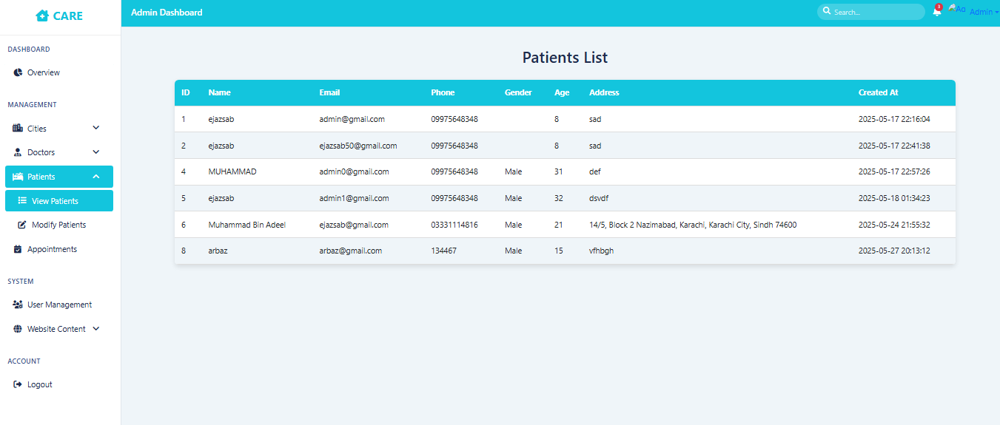 CARE
Admin Dashboard
Search...
3
Ad
Admin
DASHBOARD
Overview
MANAGEMENT
Cities
Doctors
Patients
View Patients
Modify Patients
Appointments
SYSTEM
User Management
Website Content
ACCOUNT
Logout
Patients List
ID Name Email Phone Gender Age Address Created At
1 ejazsab admin@gmail.com 09975648348 8 sad 2025-05-17 22:16:04
2 ejazsab ejazsab50@gmail.com 09975648348 8 sad 2025-05-17 22:41:38
4 MUHAMMAD admin0@gmail.com 09975648348 Male 31 def 2025-05-17 22:57:26
5 ejazsab admin1@gmail.com 09975648348 Male 32 dsvdf 2025-05-18 01:34:23
6 Muhammad Bin Adeel ejazsab@gmail.com 03331114816 Male 21 14/5, Block 2 Nazimabad, Karachi, Karachi City, Sindh 74600 2025-05-24 21:55:32
8 arbaz arbaz@gmail.com 134467 Male 15 vfhbgh 2025-05-27 20:13:12